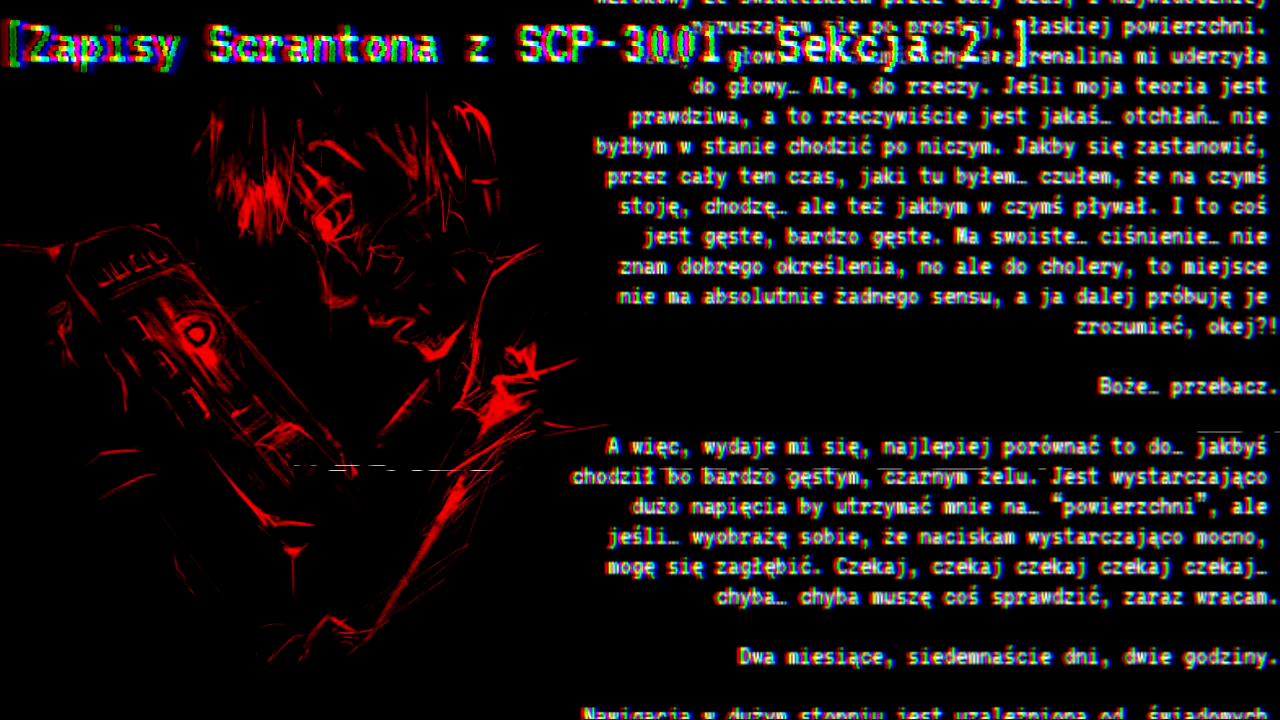 [Zapisy Scrantona z SCP-3001, Sekcja 2 ]
poruszałem się po prostej, płaskiej powierzchni.
adrenalina mi uderzyła
do głowy… Ale, do rzeczy. Jeśli moja teoria jest
prawdziwa, a to rzeczywiście jest jakaś… otchłań… nie
byłbym w stanie chodzić po niczym. Jakby się zastanowić,
przez cały ten czas, jaki tu byłem… czułem, że na czymś
stoję, chodzę… ale też jakbym w czymś pływał. I to coś
jest gęste, bardzo gęste. Ma swoiste… ciśnienie… nie
znam dobrego określenia, no ale do cholery, to miejsce
nie ma absolutnie żadnego sensu, a ja dalej próbuję je
zrozumieć, okej?!
Boże… przebacz.
A więc, wydaje mi się, najlepiej porównać to do… jakbyś
chodził po bardzo gęstym, czarnym żelu. Jest wystarczająco
dużo napięcia by utrzymać mnie na… “powierzchni”, ale
jeśli… wyobrażę sobie, że naciskam wystarczająco mocno,
mogę się zagłębić. Czekaj, czekaj czekaj czekaj czekaj…
chyba… chyba muszę coś sprawdzić, zaraz wracam.
Dwa miesiące, siedemnaście dni, dwie godziny.
Nawigacja w dużym stopniu jest uzależniona od świadomych